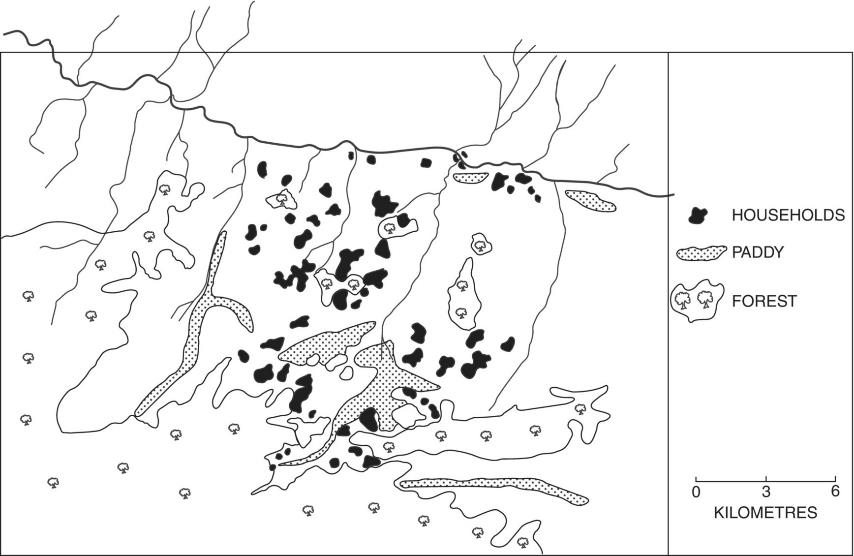 HOUSEHOLDS
PADDY
FOREST
0 3 6
KILOMETRES